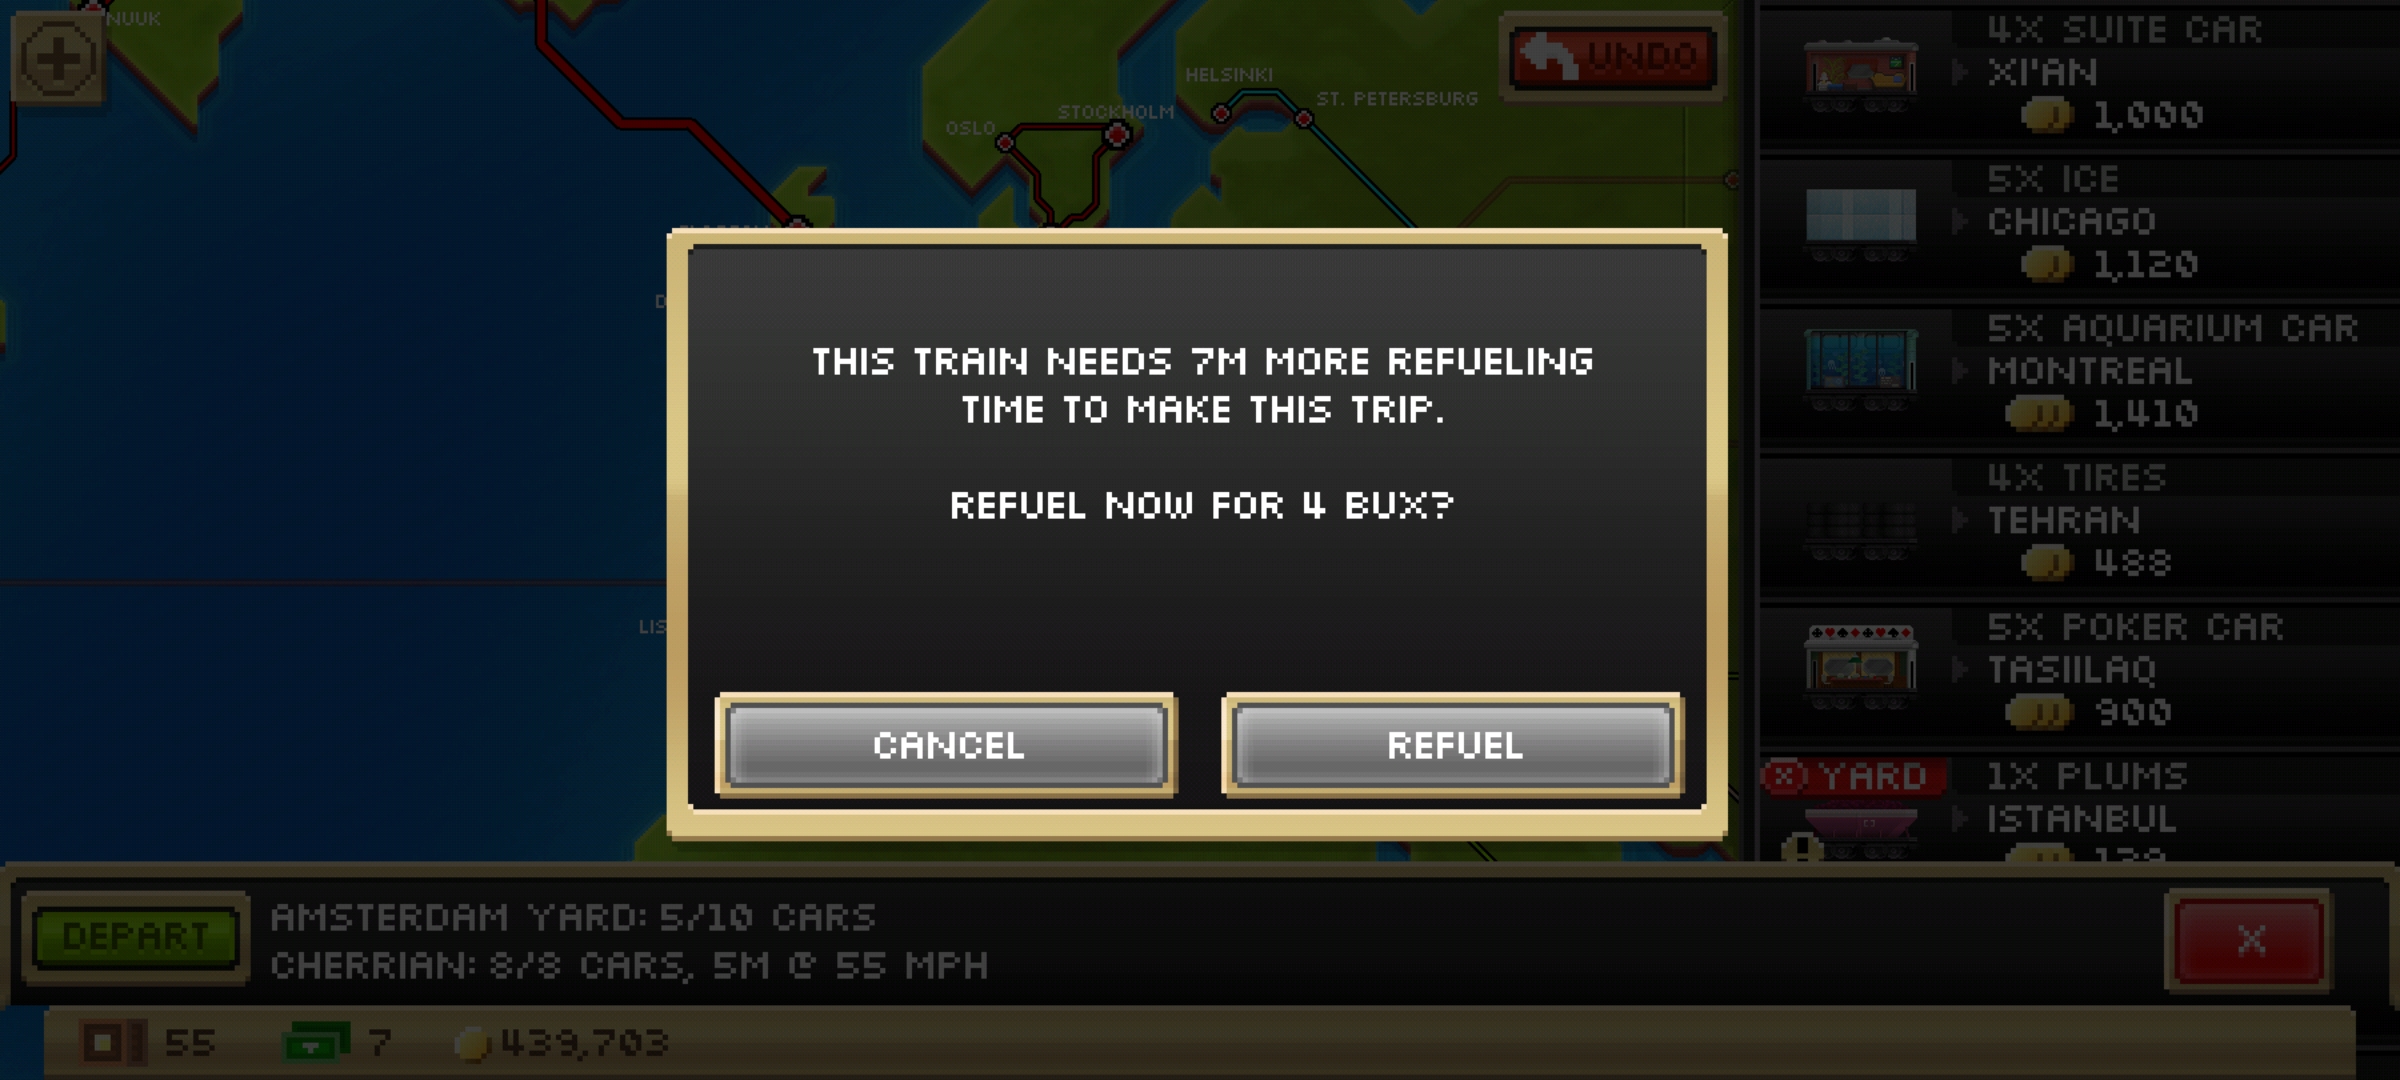 NUUK
UNDO
HELSINKI
ST. PETERSBURG
STOCKHOLM
OSLO
4X SUITE CAR
XI'AN
1,000
5X ICE
CHICAGO
1,120
5X AQUARIUM CAR
MONTREAL
1,410
4X TIRES
TEHRAN
488
5X POKER CAR
TASIILAQ
900
YARD
1X PLUMS
ISTANBUL
THIS TRAIN NEEDS 7M MORE REFUELING
TIME TO MAKE THIS TRIP.
REFUEL NOW FOR 4 BUX?
CANCEL
REFUEL
DEPART
AMSTERDAM YARD: 5/10 CARS
CHERRIAN: 8/8 CARS, 5M @ 55 MPH
X
55
7
439,703